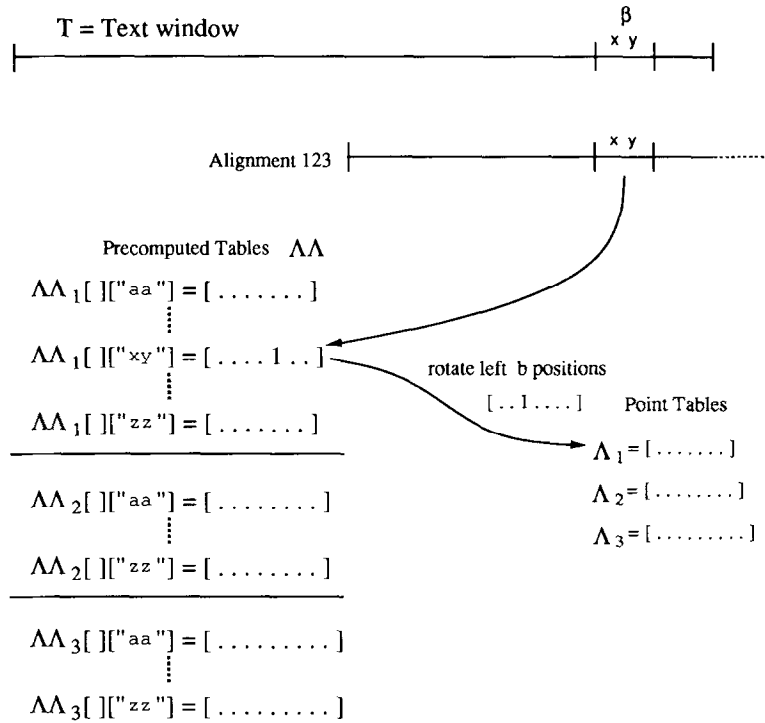 T = Text window
β
x y
x y
Alignment 123
Precomputed Tables ΛΛ
ΛΛ1[ ]["aa"] = [ . . . . . . . ]
ΛΛ1[ ]["xy"] = [ . . . . 1 . . ]
rotate left b positions
[ . . 1 . . . . ]
Point Tables
ΛΛ1[ ]["zz"] = [ . . . . . . . ]
Λ1 = [ . . . . . . . ]
Λ2 = [ . . . . . . . . ]
Λ3 = [ . . . . . . . . . ]
ΛΛ2[ ]["aa"] = [ . . . . . . . . ]
ΛΛ2[ ]["zz"] = [ . . . . . . . . ]
ΛΛ3[ ]["aa"] = [ . . . . . . . . . ]
ΛΛ3[ ]["zz"] = [ . . . . . . . . . ]